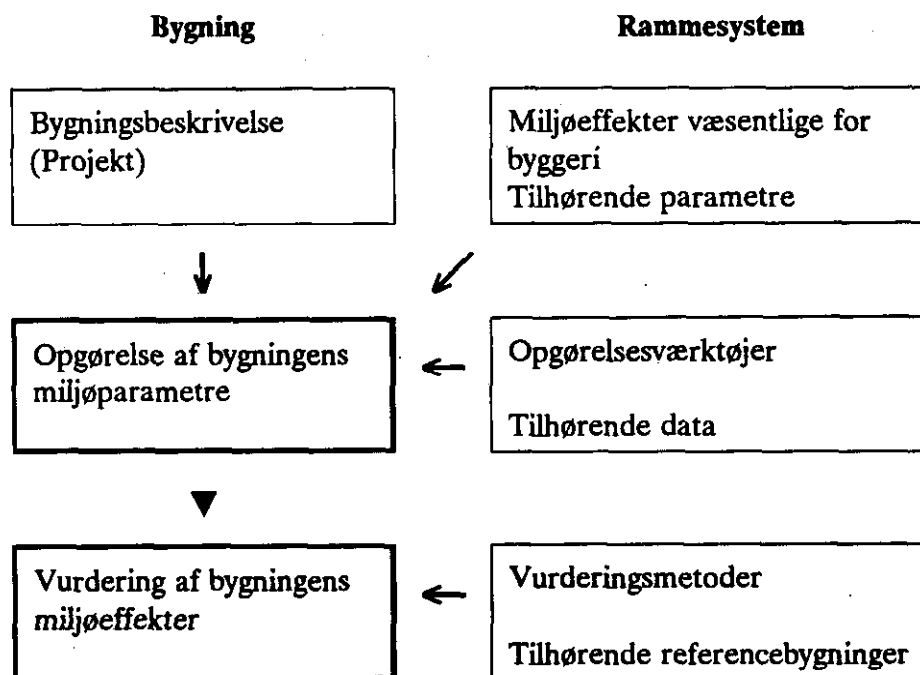 Bygning
Rammesystem
Bygningsbeskrivelse
(Projekt)
Miljøeffekter væsentlige for
byggeri
Tilhørende parametre
Opgørelse af bygningens
miljøparametre
Opgørelsesværktøjer
Tilhørende data
Vurdering af bygningens
miljøeffekter
Vurderingsmetoder
Tilhørende referencebygninger